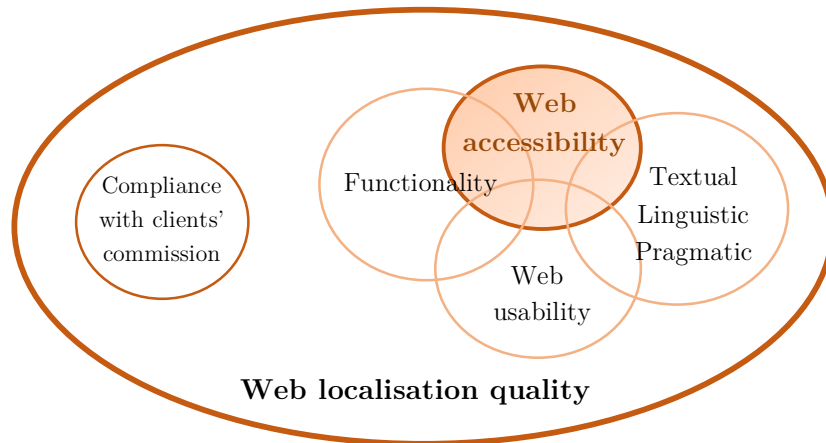 Web
accessibility
Compliance
with clients’
commission
Functionality
Textual
Linguistic
Pragmatic
Web
usability
Web localisation quality